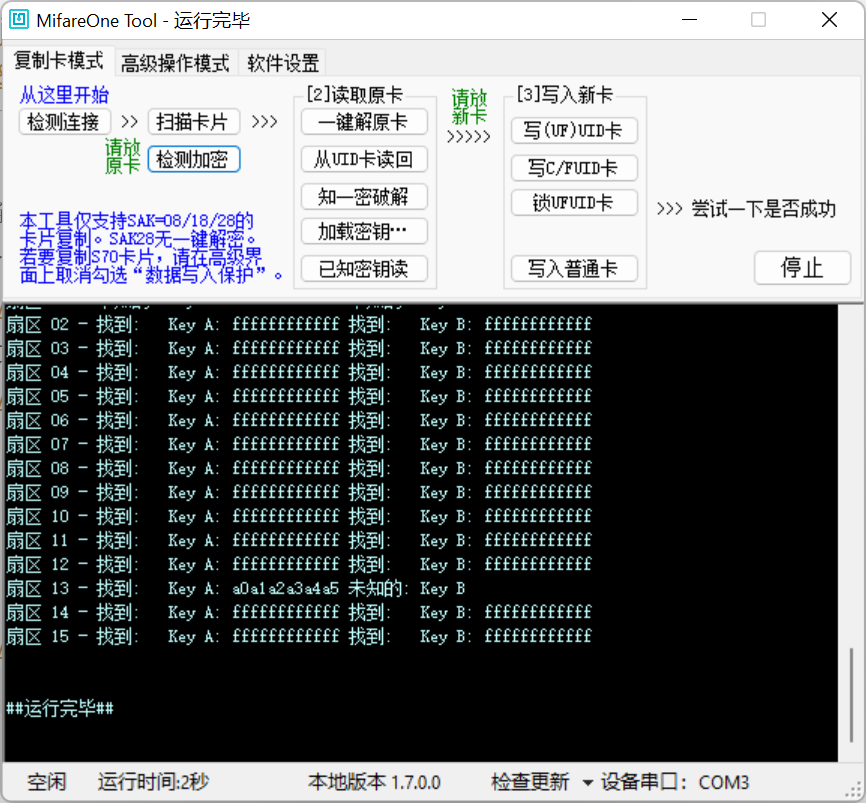 MifareOne Tool - 运行完毕
复制卡模式 高级操作模式 软件设置
从这里开始
检测连接 >> 扫描卡片 >>>
请放
原卡
检测加密
本工具仅支持SAK=08/18/28的
卡片复制。SAK28无一键解密。
若要复制S70卡片，请在高级界
面上取消勾选“数据写入保护”。
[2]读取原卡
一键解原卡
从UID卡读回
知一密破解
加载密钥…
已知密钥读
请放
新卡
>>>>>
[3]写入新卡
写(UF)UID卡
写C/FUID卡
锁UFUID卡
写入普通卡
>>> 尝试一下是否成功
停止
扇区 02 - 找到: Key A: ffffffffffff 找到: Key B: ffffffffffff
扇区 03 - 找到: Key A: ffffffffffff 找到: Key B: ffffffffffff
扇区 04 - 找到: Key A: ffffffffffff 找到: Key B: ffffffffffff
扇区 05 - 找到: Key A: ffffffffffff 找到: Key B: ffffffffffff
扇区 06 - 找到: Key A: ffffffffffff 找到: Key B: ffffffffffff
扇区 07 - 找到: Key A: ffffffffffff 找到: Key B: ffffffffffff
扇区 08 - 找到: Key A: ffffffffffff 找到: Key B: ffffffffffff
扇区 09 - 找到: Key A: ffffffffffff 找到: Key B: ffffffffffff
扇区 10 - 找到: Key A: ffffffffffff 找到: Key B: ffffffffffff
扇区 11 - 找到: Key A: ffffffffffff 找到: Key B: ffffffffffff
扇区 12 - 找到: Key A: ffffffffffff 找到: Key B: ffffffffffff
扇区 13 - 找到: Key A: a0a1a2a3a4a5 未知的: Key B
扇区 14 - 找到: Key A: ffffffffffff 找到: Key B: ffffffffffff
扇区 15 - 找到: Key A: ffffffffffff 找到: Key B: ffffffffffff
##运行完毕##
空闲 运行时间:2秒 本地版本 1.7.0.0 检查更新 设备串口： COM3